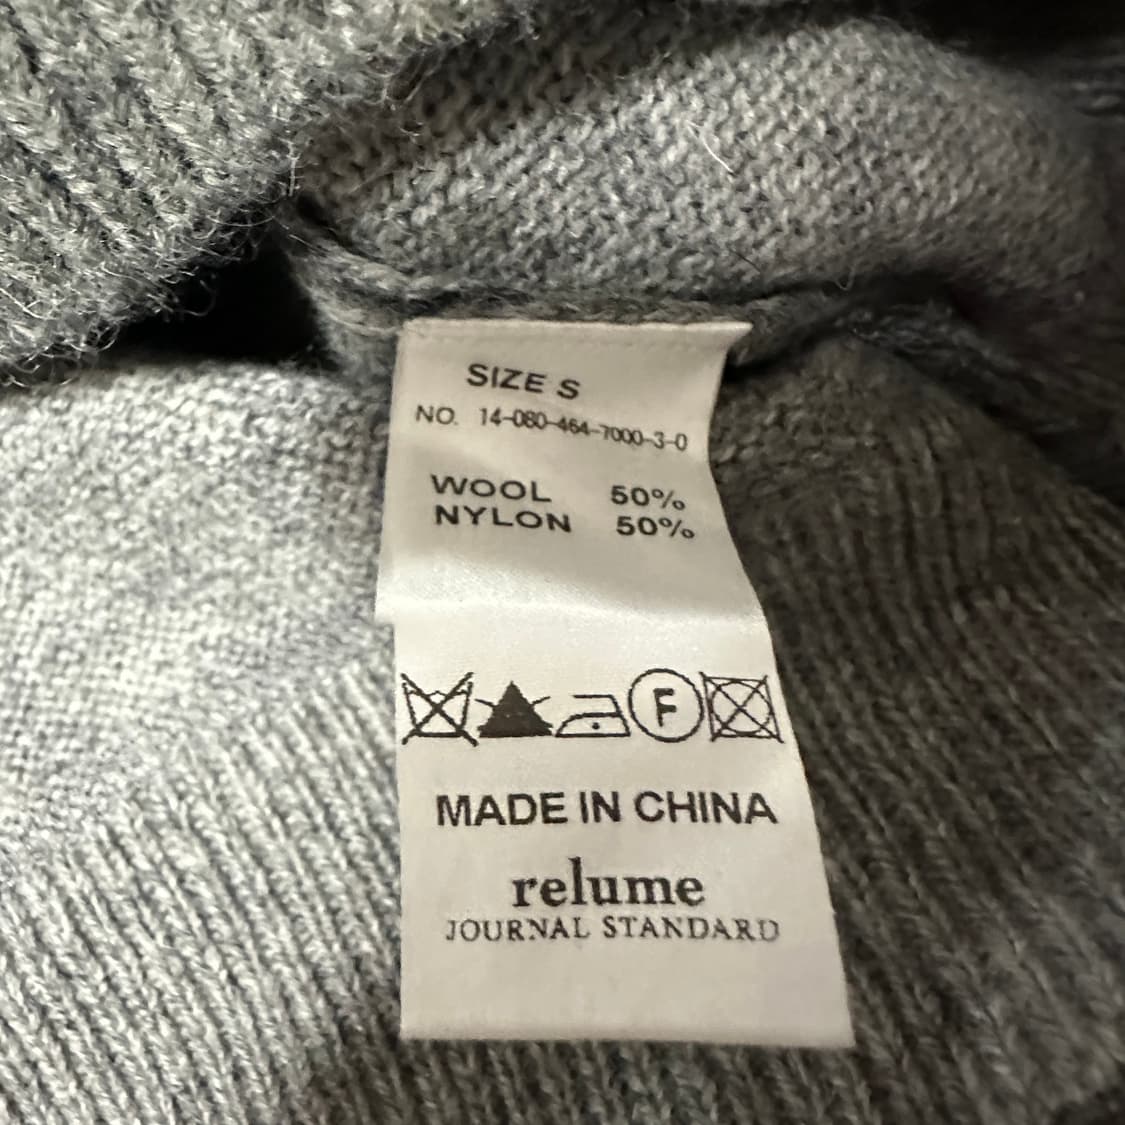 SIZE S
NO. 14-080-464-7000-3-0
WOOL 50%
NYLON 50%
F
MADE IN CHINA
relume
JOURNAL STANDARD